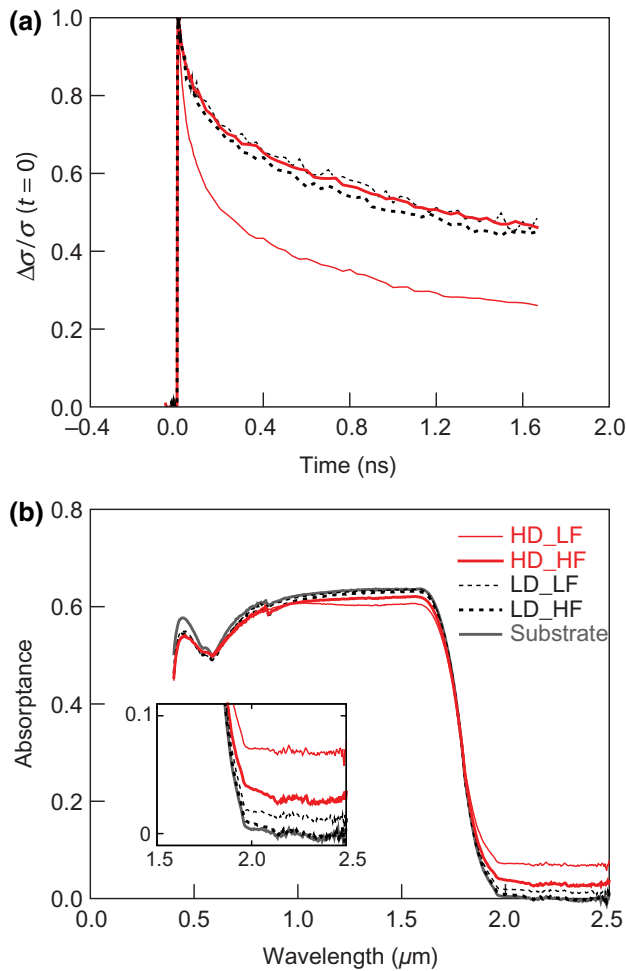 (a)
1.0
0.8
0.6
0.4
0.2
0.0
Δσ/σ (t = 0)
–0.4
0.0
0.4
0.8
1.2
1.6
2.0
Time (ns)
(b)
0.8
0.6
0.4
0.2
0.0
Absorptance
HD_LF
HD_HF
LD_LF
LD_HF
Substrate
0.1
0
1.5
2.0
2.5
0.0
0.5
1.0
1.5
2.0
2.5
Wavelength (μm)